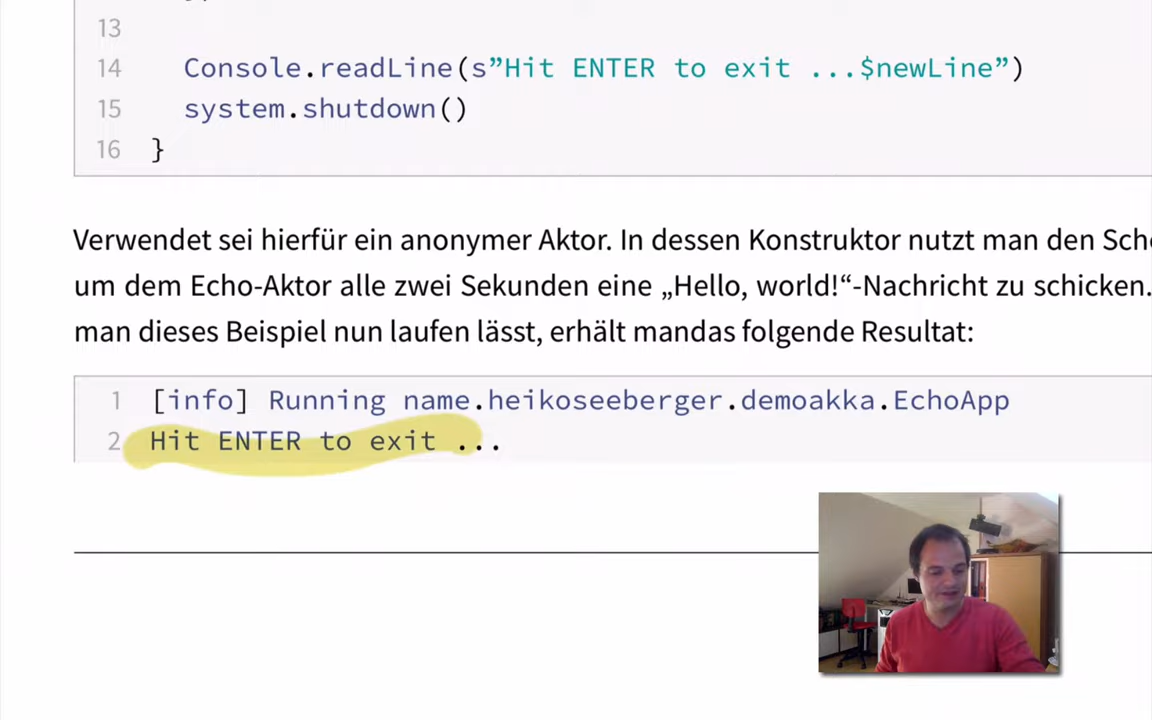 13
14 Console.readLine(s”Hit ENTER to exit ...$newLine”)
15 system.shutdown()
16 }
Verwendet sei hierfür ein anonymer Aktor. In dessen Konstruktor nutzt man den
um dem Echo-Aktor alle zwei Sekunden eine „Hello, world!“-Nachricht zu schicken.
man dieses Beispiel nun laufen lässt, erhält mandas folgende Resultat:
1 [info] Running name.heikoseeberger.demoakka.EchoApp
2 Hit ENTER to exit ...